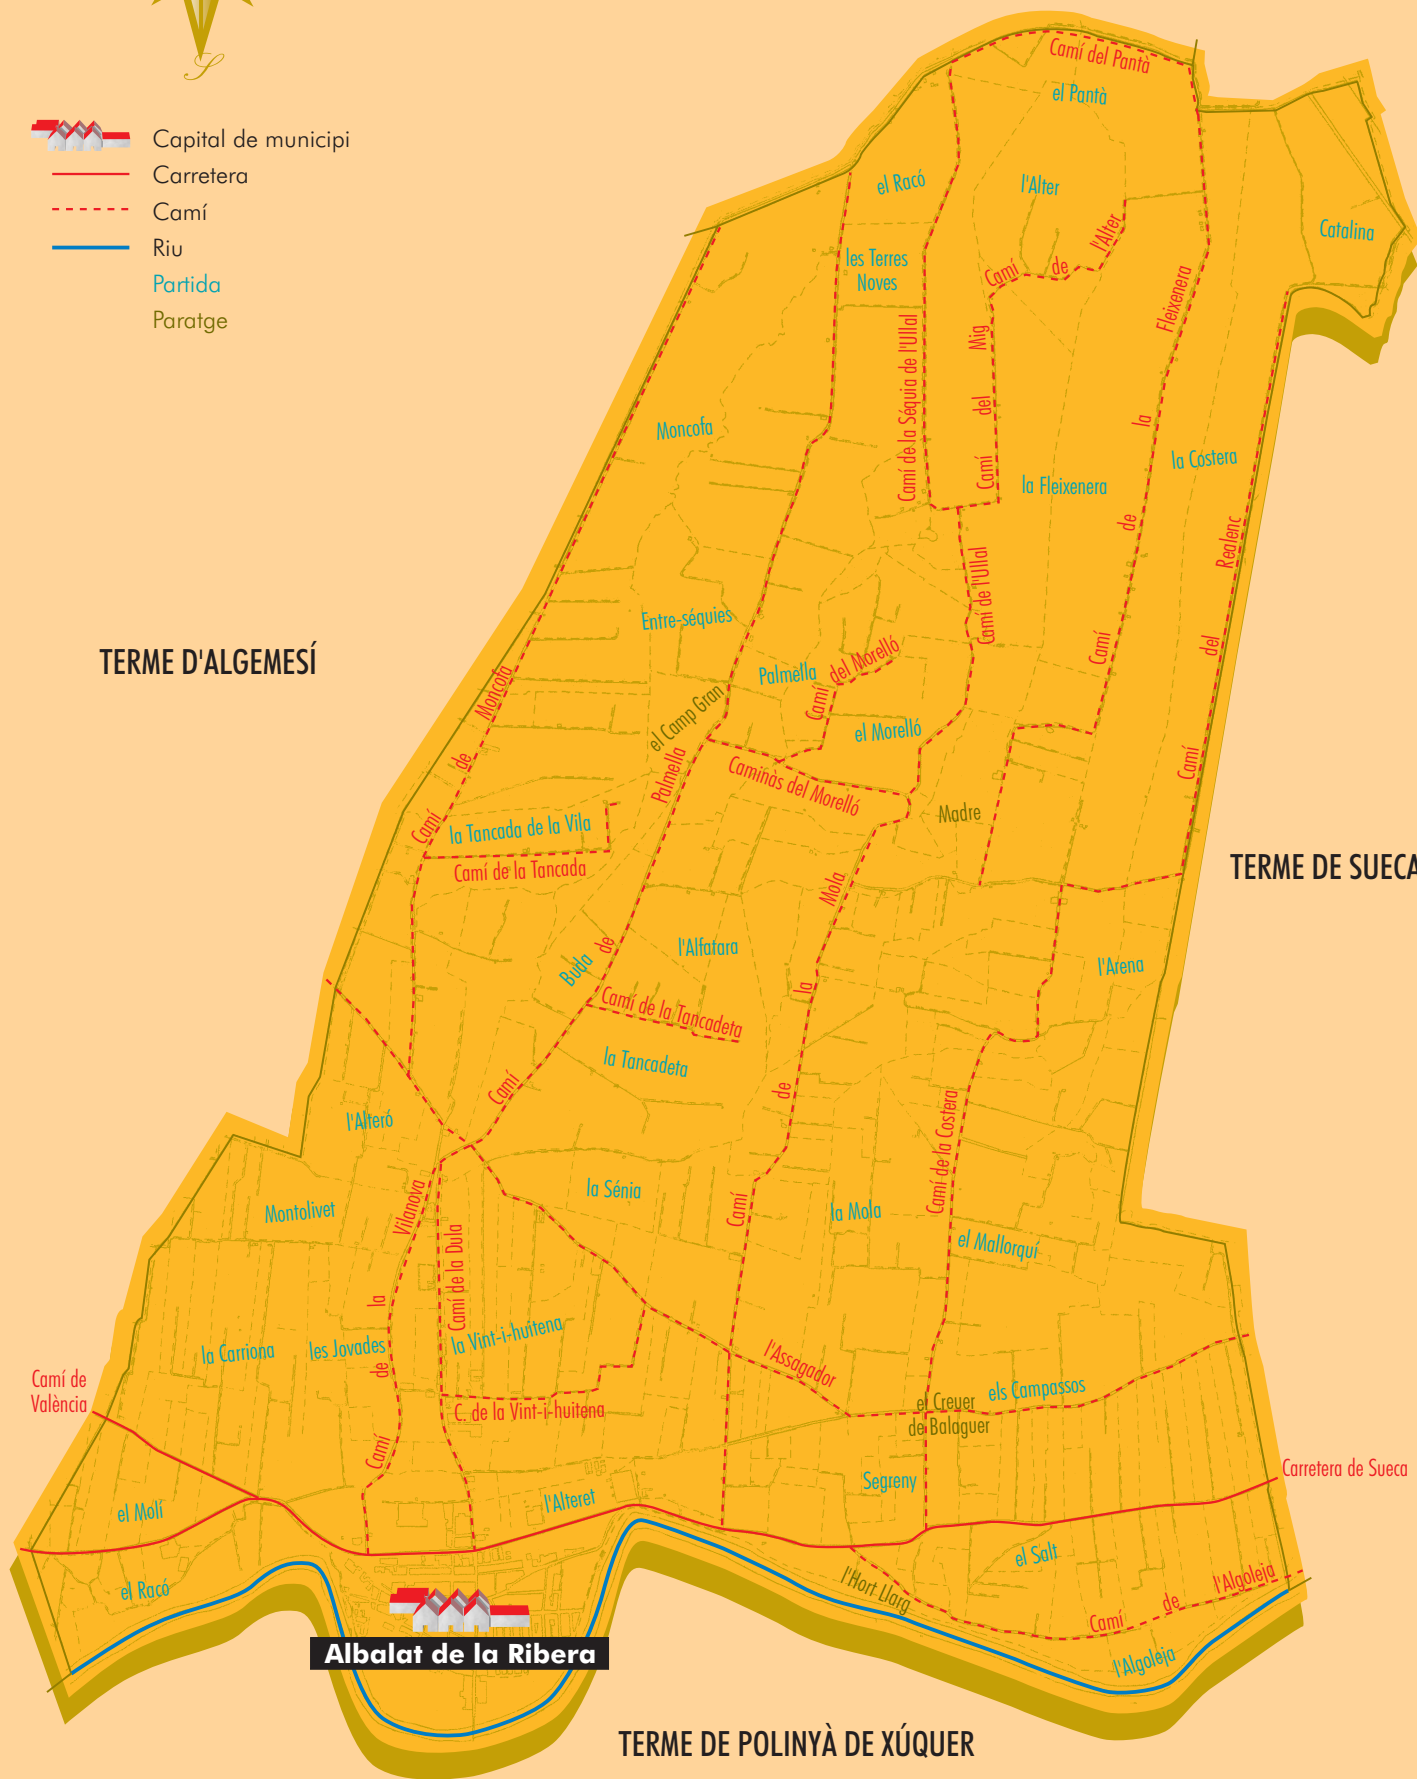 S
Capital de municipi
Carretera
Camí
Riu
Partida
Paratge
Camí del Pantà
el Pantà
el Racó
l'Alter
Catalina
les Terres
Noves
Camí de l'Alter
Camí de la Séquia de l'Ullal
Camí del Mig
Camí de la Fleixenera
Moncofa
la Costera
la Fleixenera
Camí del Realenc
Camí de l'Ullal
Entre-séquies
TERME D'ALGEMESÍ
Palmella
Camí del Morelló
Camí de Moncofa
el Camp Gran
el Morelló
Caminàs del Morelló
Camí de Palmella
Madre
la Tancada de la Vila
Camí de la Tancada
TERME DE SUECA
Camí de la Mola
Buda
l'Alfatara
l'Arena
Camí de la Tancadeta
la Tancadeta
l'Alteró
Camí de la Costera
la Sénia
Montolivet
la Mola
Camí de la Vilanova
Camí de la Dula
el Mallorquí
la Vint-i-huitena
la Carriona
les Jovades
l'Assagador
Camí de
València
els Campassos
el Creuer
de Balaguer
C. de la Vint-i-huitena
Carretera de Sueca
Segreny
l'Alteret
el Molí
el Salt
el Racó
l'Hort Llarg
Camí de l'Algoleja
l'Algoleja
Albalat de la Ribera
TERME DE POLINYÀ DE XÚQUER